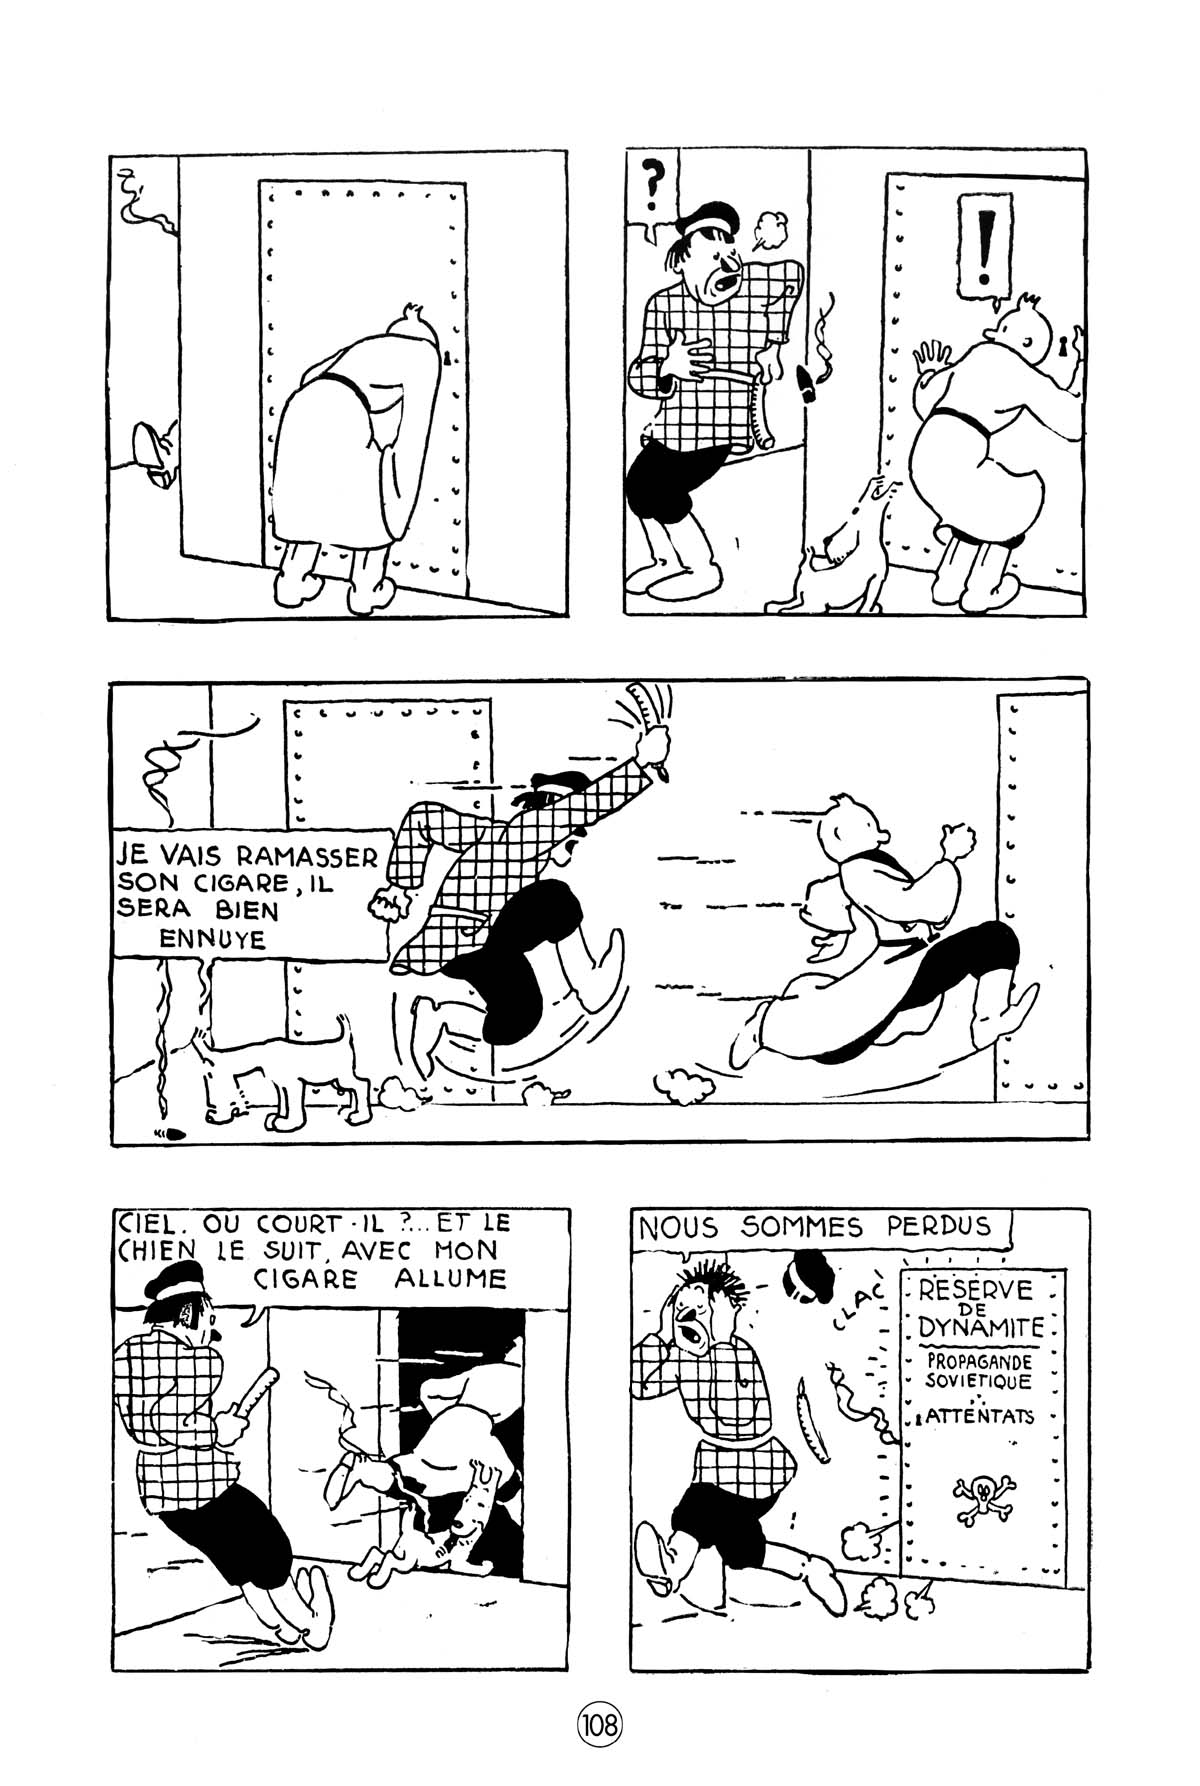 ?
!
JE VAIS RAMASSER
SON CIGARE, IL
SERA BIEN
ENNUYE
CIEL. OU COURT-IL ?... ET LE
CHIEN LE SUIT, AVEC MON
CIGARE ALLUME
NOUS SOMMES PERDUS
CLAC
RESERVE
DE
DYNAMITE
PROPAGANDE
SOVIETIQUE
ATTENTATS
108